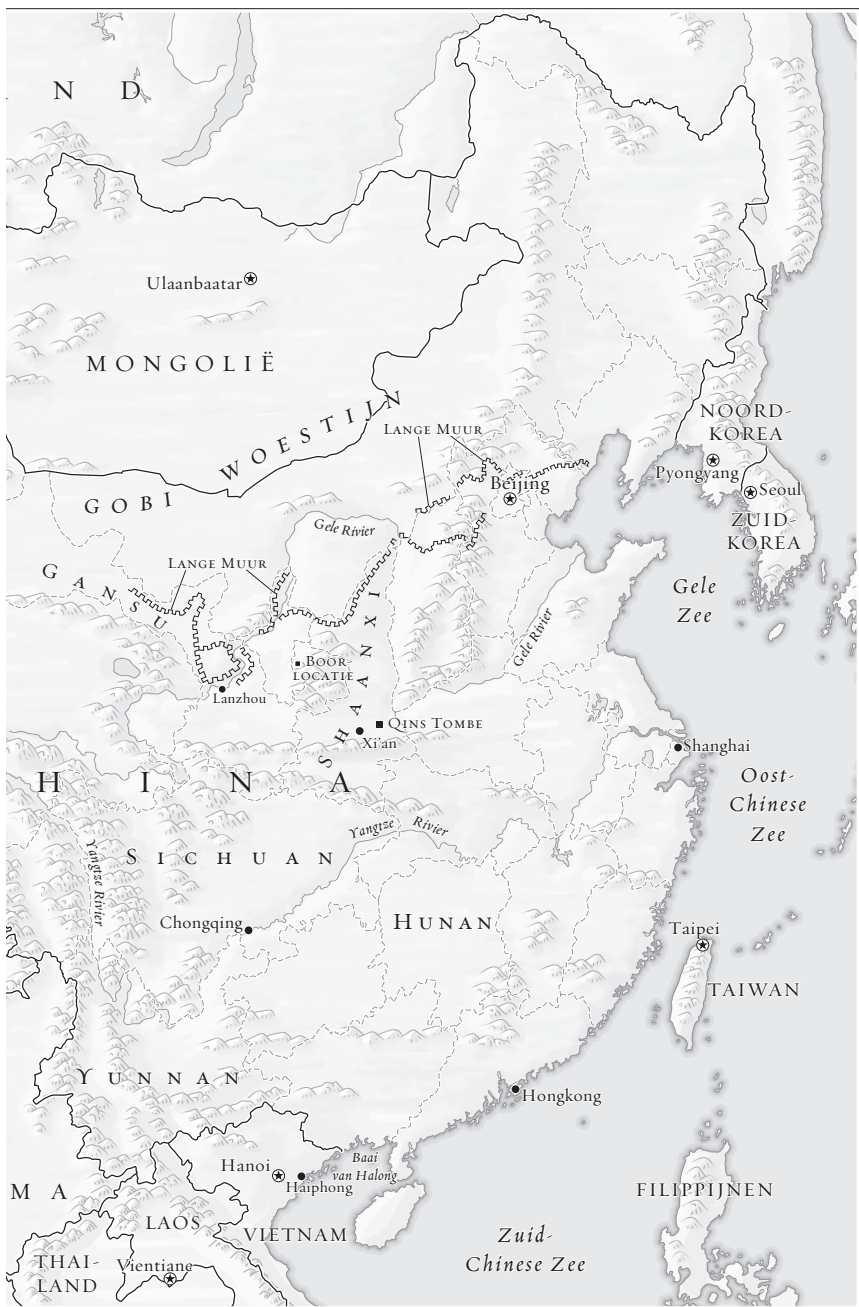 N D
Ulaanbaatar
MONGOLIË
GOBI WOESTIJN
LANGE MUUR
Beijing
NOORD-
KOREA
Pyongyang
Seoul
ZUID-
KOREA
Gele Rivier
LANGE MUUR
GANSU
Gele
Zee
Gele Rivier
SHAANXI
BOOR-
LOCATIE
Lanzhou
QINS TOMBE
Xi'an
Shanghai
HINA
Oost-
Chinese
Zee
Yangtze Rivier
Yangtze Rivier
SICHUAN
Chongqing
HUNAN
Taipei
TAIWAN
YUNNAN
Hongkong
Baai
van Halong
Hanoi
Haiphong
MA
FILIPPIJNEN
LAOS
VIETNAM
Zuid-
Chinese Zee
THAI-
LAND
Vientiane